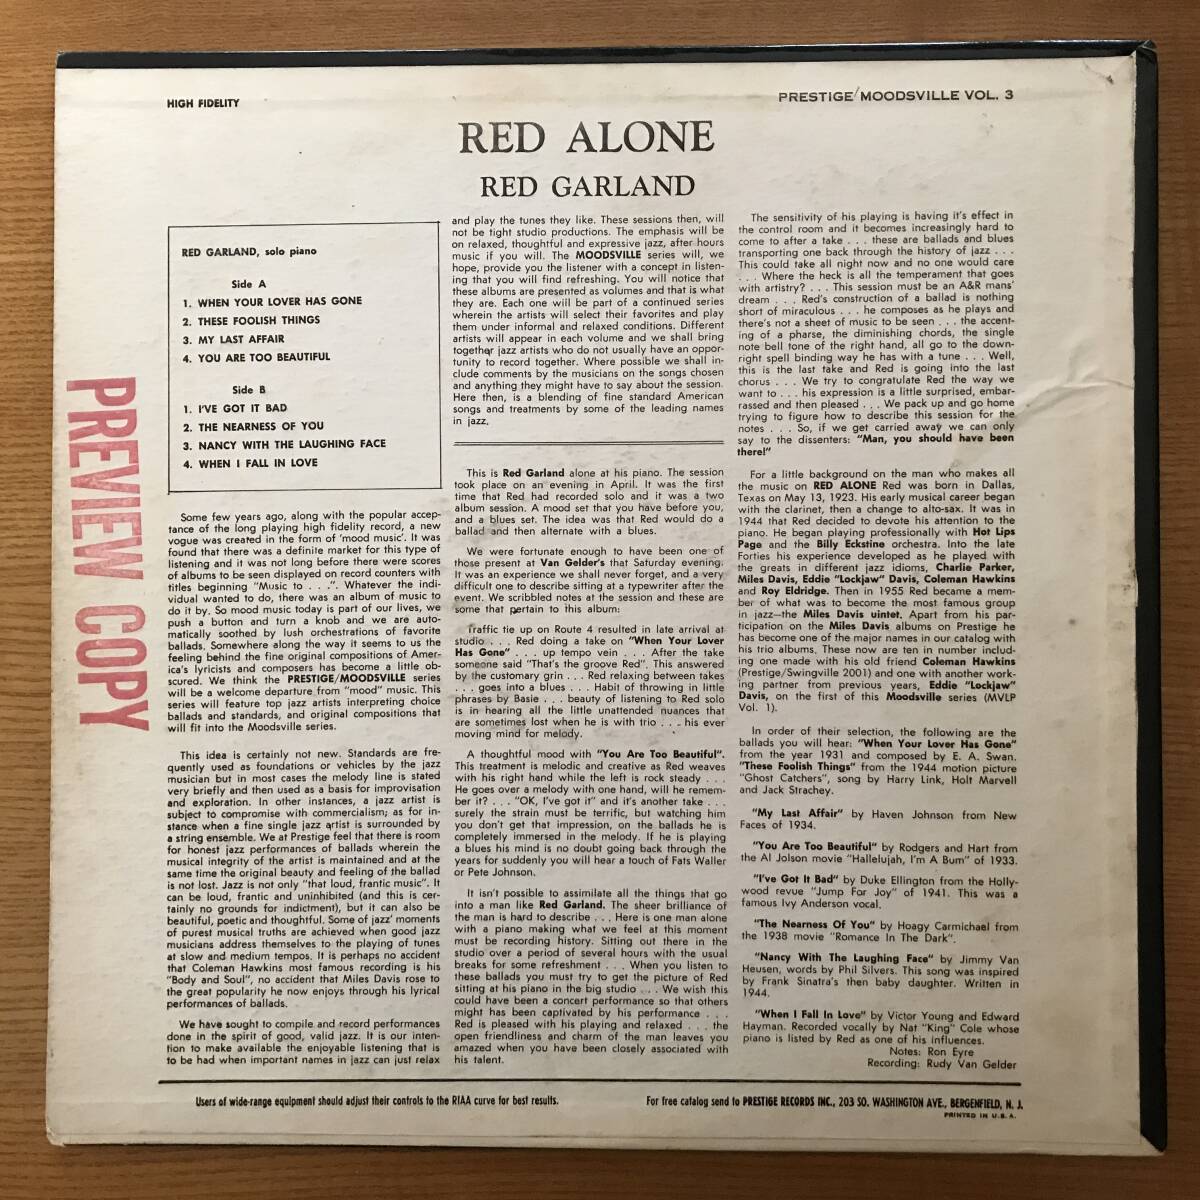 HIGH FIDELITY
PRESTIGE/MOODSVILLE VOL. 3
RED ALONE
RED GARLAND
RED GARLAND, solo piano
Side A
1. WHEN YOUR LOVER HAS GONE
2. THESE FOOLISH THINGS
3. MY LAST AFFAIR
4. YOU ARE TOO BEAUTIFUL
Side B
1. I'VE GOT IT BAD
2. THE NEARNESS OF YOU
3. NANCY WITH THE LAUGHING FACE
4. WHEN I FALL IN LOVE
PREVIEW COPY
Some few years ago, along with the popular accep-
tance of the long playing high fidelity record, a new
vogue was created in the form of 'mood music'. It was
found that there was a definite market for this type of
listening and it was not long before there were scores
of albums to be seen displayed on record counters with
titles beginning "Music to . . .". Whatever the indi-
vidual wanted to do, there was an album of music to
do it by. So mood music today is part of our lives, we
push a button and turn a knob and we are auto-
matically soothed by lush orchestrations of favorite
ballads. Somewhere along the way it seems to us the
feeling behind the fine original compositions of Amer-
ica's lyricists and composers has become a little ob-
scured. We think the PRESTIGE/MOODSVILLE series
will be a welcome departure from "mood" music. This
series will feature top jazz artists interpreting choice
ballads and standards, and original compositions that
will fit into the Moodsville series.
This idea is certainly not new. Standards are fre-
quently used as foundations or vehicles by the jazz
musician but in most cases the melody line is stated
very briefly and then used as a basis for improvisation
and exploration. In other instances, a jazz artist is
subject to compromise with commercialism; as for in-
stance when a fine single jazz artist is surrounded by
a string ensemble. We at Prestige feel that there is room
for honest jazz performances of ballads wherein the
musical integrity of the artist is maintained and at the
same time the original beauty and feeling of the ballad
is not lost. Jazz is not only "that loud, frantic music". It
can be loud, frantic and uninhibited (and this is cer-
tainly no grounds for indictment), but it can also be
beautiful, poetic and thoughtful. Some of jazz' moments
of purest musical truths are achieved when good jazz
musicians address themselves to the playing of tunes
at slow and medium tempos. It is perhaps no accident
that Coleman Hawkins most famous recording is his
"Body and Soul", no accident that Miles Davis rose to
the great popularity he now enjoys through his lyrical
performances of ballads.
We have sought to compile and record performances
done in the spirit of good, valid jazz. It is our inten-
tion to make available the enjoyable listening that is
to be had when important names in jazz can just relax
and play the tunes they like. These sessions then, will
not be tight studio productions. The emphasis will be
on relaxed, thoughtful and expressive jazz, after hours
music if you will. The MOODSVILLE series will, we
hope, provide you the listener with a concept in listen-
ing that you will find refreshing. You will notice that
these albums are presented as volumes and that is what
they are. Each one will be part of a continued series
wherein the artists will select their favorites and play
them under informal and relaxed conditions. Different
artists will appear in each volume and we shall bring
together jazz artists who do not usually have an oppor-
tunity to record together. Where possible we shall in-
clude comments by the musicians on the songs chosen
and anything they might have to say about the session.
Here then, is a blending of fine standard American
songs and treatments by some of the leading names
in jazz,
This is Red Garland alone at his piano. The session
took place on an evening in April. It was the first
time that Red had recorded solo and it was a two
album session. A mood set that you have before you,
and a blues set. The idea was that Red would do a
ballad and then alternate with a blues.
We were fortunate enough to have been one of
those present at Van Gelder's that Saturday evening.
It was an experience we shall never forget, and a very
difficult one to describe sitting at a typewriter after the
event. We scribbled notes at the session and these are
some that pertain to this album:
Traffic tie up on Route 4 resulted in late arrival at
studio . . . Red doing a take on "When Your Lover
Has Gone" . . . up tempo vein . . . After the take
someone said "That's the groove Red". This answered
by the customary grin . . . Red relaxing between takes
. . . goes into a blues . . . Habit of throwing in little
phrases by Basie . . . beauty of listening to Red solo
is in hearing all the little unattended nuances that
are sometimes lost when he is with trio . . . his ever
moving mind for melody.
A thoughtful mood with "You Are Too Beautiful".
This treatment is melodic and creative as Red weaves
with his right hand while the left is rock steady . . .
He goes over a melody with one hand, will he remem-
ber it? . . . "OK, I've got it" and it's another take . . .
surely the strain must be terrific, but watching him
you don't get that impression, on the ballads he is
completely immersed in the melody. If he is playing
a blues his mind is no doubt going back through the
years for suddenly you will hear a touch of Fats Waller
or Pete Johnson.
It isn't possible to assimilate all the things that go
into a man like Red Garland. The sheer brilliance of
the man is hard to describe . . . Here is one man alone
with a piano making what we feel at this moment
must be recording history. Sitting out there in the
studio over a period of several hours with the usual
breaks for some refreshment . . . When you listen to
these ballads you must try to get the picture of Red
sitting at his piano in the big studio . . . We wish this
could have been a concert performance so that others
might has been captivated by his performance . . .
Red is pleased with his playing and relaxed . . . the
open friendliness and charm of the man leaves you
amazed when you have been closely associated with
his talent.
The sensitivity of his playing is having it's effect in
the control room and it becomes increasingly hard to
come to after a take . . . these are ballads and blues
transporting one back through the history of jazz . . .
This could take all night now and no one would care
. . . Where the heck is all the temperament that goes
with artistry? . . . This session must be an A&R mans'
dream . . . Red's construction of a ballad is nothing
short of miraculous . . . he composes as he plays and
there's not a sheet of music to be seen . . . the accent-
ing of a pharse, the diminishing chords, the single
note bell tone of the right hand, all go to the down-
right spell binding way he has with a tune . . . Well,
this is the last take and Red is going into the last
chorus . . . We try to congratulate Red the way we
want to . . . his expression is a little surprised, embar-
rassed and then pleased . . . We pack up and go home
trying to figure how to describe this session for the
notes . . . So, if we get carried away we can only
say to the dissenters: "Man, you should have been
there!"
For a little background on the man who makes all
the music on RED ALONE Red was born in Dallas,
Texas on May 13, 1923. His early musical career began
with the clarinet, then a change to alto-sax. It was in
1944 that Red decided to devote his attention to the
piano. He began playing professionally with Hot Lips
Page and the Billy Eckstine orchestra. Into the late
Forties his experience developed as he played with
the greats in different jazz idioms, Charlie Parker,
Miles Davis, Eddie "Lockjaw" Davis, Coleman Hawkins
and Roy Eldridge. Then in 1955 Red became a mem-
ber of what was to become the most famous group
in jazz—the Miles Davis uintet. Apart from his par-
ticipation on the Miles Davis albums on Prestige he
has become one of the major names in our catalog with
his trio albums. These now are ten in number includ-
ing one made with his old friend Coleman Hawkins
(Prestige/Swingville 2001) and one with another work-
ing partner from previous years, Eddie "Lockjaw"
Davis, on the first of this Moodsville series (MVLP
Vol. 1).
In order of their selection, the following are the
ballads you will hear: "When Your Lover Has Gone"
from the year 1931 and composed by E. A. Swan.
"These Foolish Things" from the 1944 motion picture
"Ghost Catchers", song by Harry Link, Holt Marvell
and Jack Strachey.
"My Last Affair" by Haven Johnson from New
Faces of 1934.
"You Are Too Beautiful" by Rodgers and Hart from
the Al Jolson movie "Hallelujah, I'm A Bum" of 1933.
"I've Got It Bad" by Duke Ellington from the Holly-
wood revue "Jump For Joy" of 1941. This was a
famous Ivy Anderson vocal.
"The Nearness Of You" by Hoagy Carmichael from
the 1938 movie "Romance In The Dark".
"Nancy With The Laughing Face" by Jimmy Van
Heusen, words by Phil Silvers. This song was inspired
by Frank Sinatra's then baby daughter. Written in
1944.
"When I Fall In Love" by Victor Young and Edward
Hayman. Recorded vocally by Nat "King" Cole whose
piano is listed by Red as one of his influences.
Notes: Ron Eyre
Recording: Rudy Van Gelder
Users of wide-range equipment should adjust their controls to the RIAA curve for best results.
For free catalog send to PRESTIGE RECORDS INC., 203 SO. WASHINGTON AVE., BERGENFIELD, N. J.
PRINTED IN U.S.A.